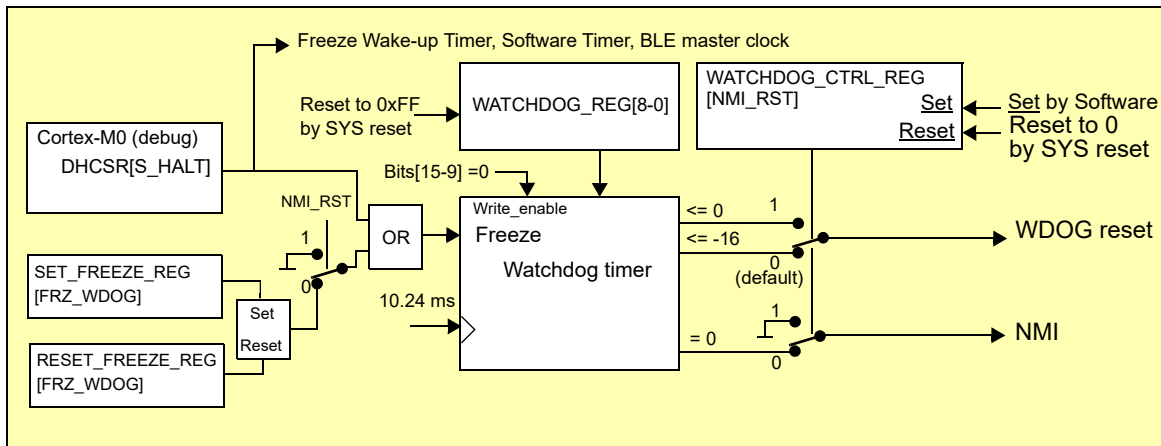 Freeze Wake-up Timer, Software Timer, BLE master clock
WATCHDOG_CTRL_REG
[NMI_RST]
Set
Reset
Set by Software
Reset to 0
by SYS reset
Reset to 0xFF
by SYS reset
WATCHDOG_REG[8-0]
Cortex-M0 (debug)
DHCSR[S_HALT]
Bits[15-9] =0
NMI_RST
1
0
OR
Write_enable
Freeze
Watchdog timer
<= 0
<= -16
1
0
(default)
WDOG reset
SET_FREEZE_REG
[FRZ_WDOG]
Set
Reset
10.24 ms
RESET_FREEZE_REG
[FRZ_WDOG]
= 0
1
0
NMI